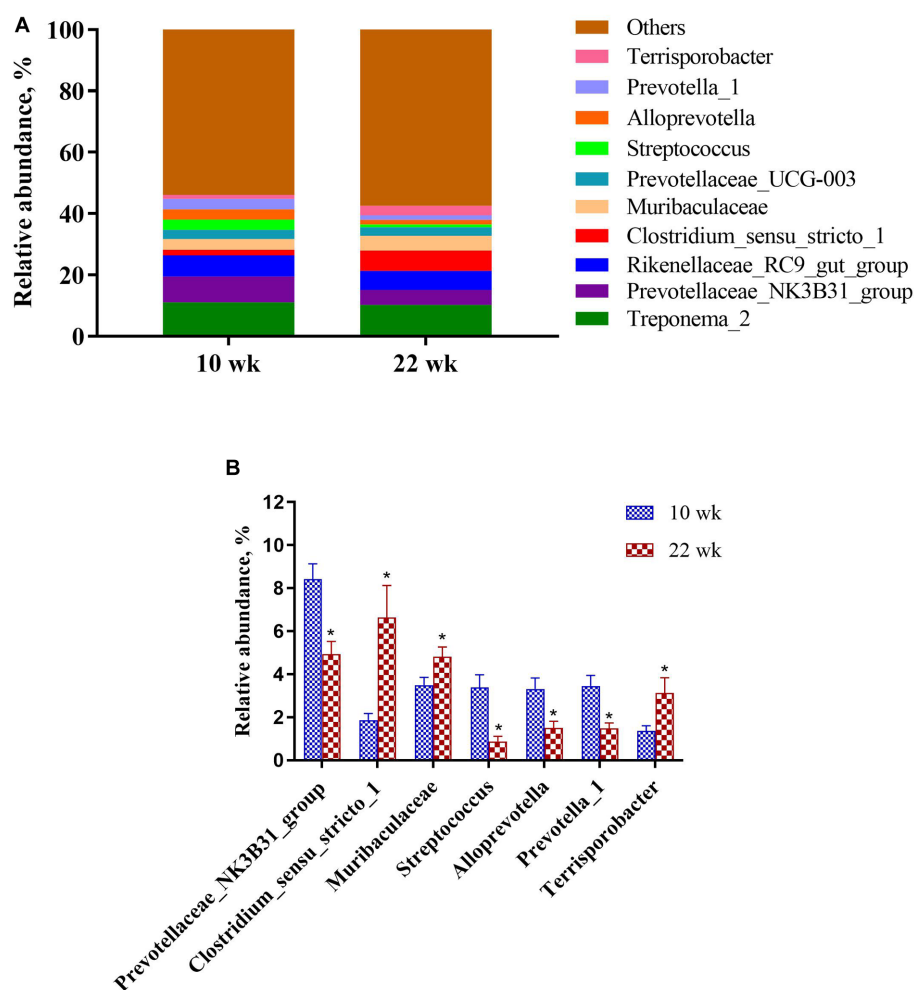 A
Relative abundance, %
100
80
60
40
20
0
10 wk
22 wk
Others
Terrisporobacter
Prevotella_1
Alloprevotella
Streptococcus
Prevotellaceae_UCG-003
Muribaculaceae
Clostridium_sensu_stricto_1
Rikenellaceae_RC9_gut_group
Prevotellaceae_NK3B31_group
Treponema_2
B
Relative abundance, %
12
10
8
6
4
2
0
10 wk
22 wk
*
*
*
*
*
*
*
Prevotellaceae_NK3B31_group
Clostridium_sensu_stricto_1
Muribaculaceae
Streptococcus
Alloprevotella
Prevotella_1
Terrisporobacter